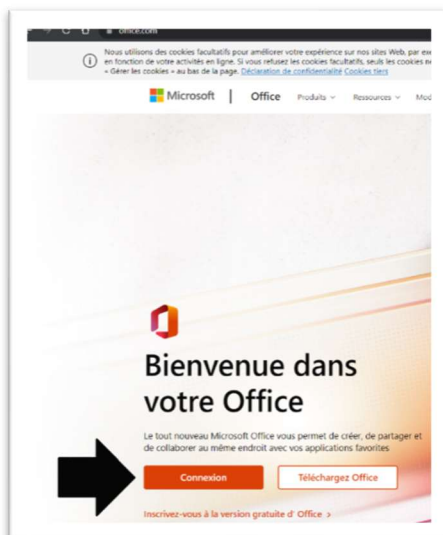 office.com
Nous utilisons des cookies facultatifs pour améliorer votre expérience sur nos sites Web, par
en fonction de votre activités en ligne. Si vous refusez les cookies facultatifs, seuls les cookies
« Gérer les cookies » au bas de la page. Déclaration de confidentialité Cookies tiers
Microsoft | Office Produits Ressources
Bienvenue dans
votre Office
Le tout nouveau Microsoft Office vous permet de créer, de partager et
de collaborer au même endroit avec vos applications favorites
Connexion Téléchargez Office
Inscrivez-vous à la version gratuite d' Office >